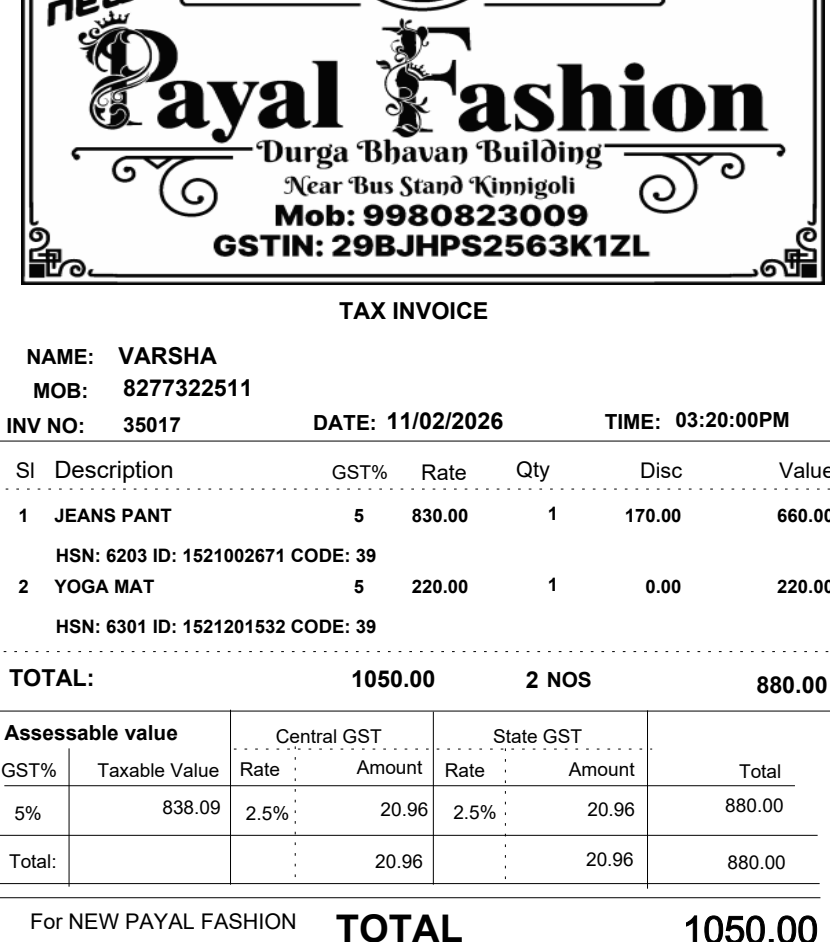 new
Payal Fashion
Durga Bhavan Building
Near Bus Stand Kinnigoli
Mob: 9980823009
GSTIN: 29BJHPS2563K1ZL
TAX INVOICE
NAME: VARSHA
MOB: 8277322511
INV NO: 35017 DATE: 11/02/2026 TIME: 03:20:00PM
Sl Description GST% Rate Qty Disc Value
1 JEANS PANT 5 830.00 1 170.00 660.00
HSN: 6203 ID: 1521002671 CODE: 39
2 YOGA MAT 5 220.00 1 0.00 220.00
HSN: 6301 ID: 1521201532 CODE: 39
TOTAL: 1050.00 2 NOS 880.00
Assessable value Central GST State GST
GST% Taxable Value Rate Amount Rate Amount Total
5% 838.09 2.5% 20.96 2.5% 20.96 880.00
Total: 20.96 20.96 880.00
For NEW PAYAL FASHION TOTAL 1050.00